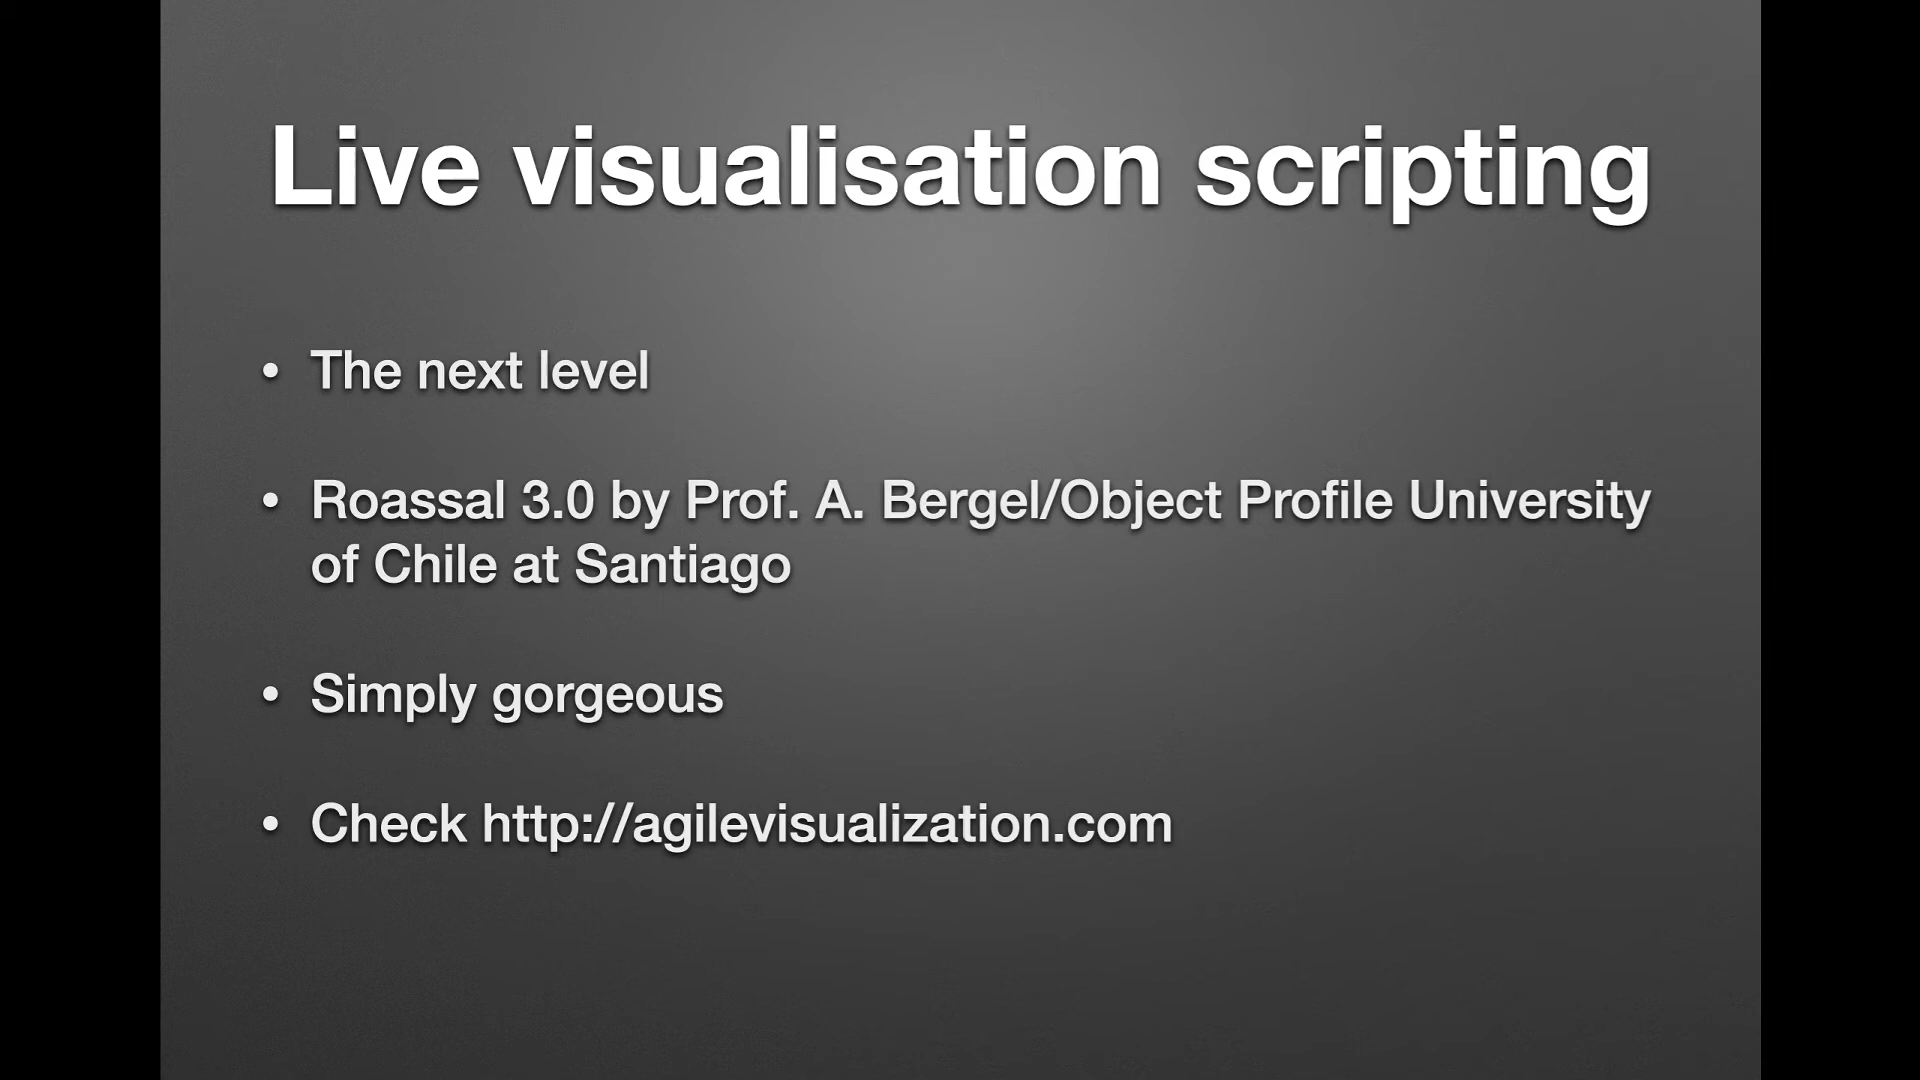 Live visualisation scripting
• The next level
• Roassal 3.0 by Prof. A. Bergel/Object Profile University
of Chile at Santiago
• Simply gorgeous
• Check http://agilevisualization.com